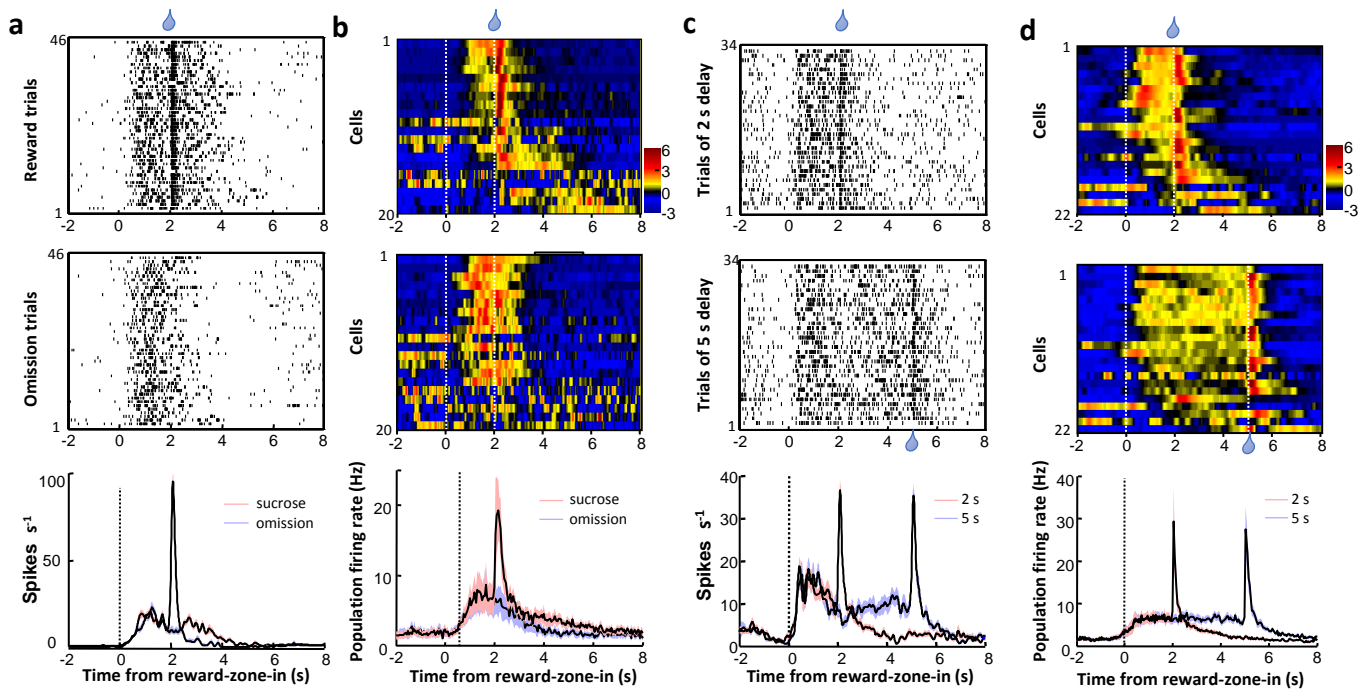 a
46
Reward trials
1
-2 0 2 4 6 8
46
Omission trials
1
-2 0 2 4 6 8
100
50
0
Spikes s⁻¹
sucrose
omission
-2 0 2 4 6 8
Time from reward-zone-in (s)
b
1
Cells
20
-2 0 2 4 6 8
6
3
0
-3
1
Cells
20
-2 0 2 4 6 8
Population firing rate (Hz)
20
10
0
sucrose
omission
-2 0 2 4 6 8
Time from reward-zone-in (s)
c
34
Trials of 2 s delay
1
-2 0 2 4 6 8
34
Trials of 5 s delay
1
-2 0 2 4 6 8
40
30
20
10
0
Spikes s⁻¹
2 s
5 s
-2 0 2 4 6 8
Time from reward-zone-in (s)
d
1
Cells
22
-2 0 2 4 6 8
6
3
0
-3
1
Cells
22
-2 0 2 4 6 8
Population firing rate (Hz)
40
30
20
10
0
2 s
5 s
-2 0 2 4 6 8
Time from reward-zone-in (s)